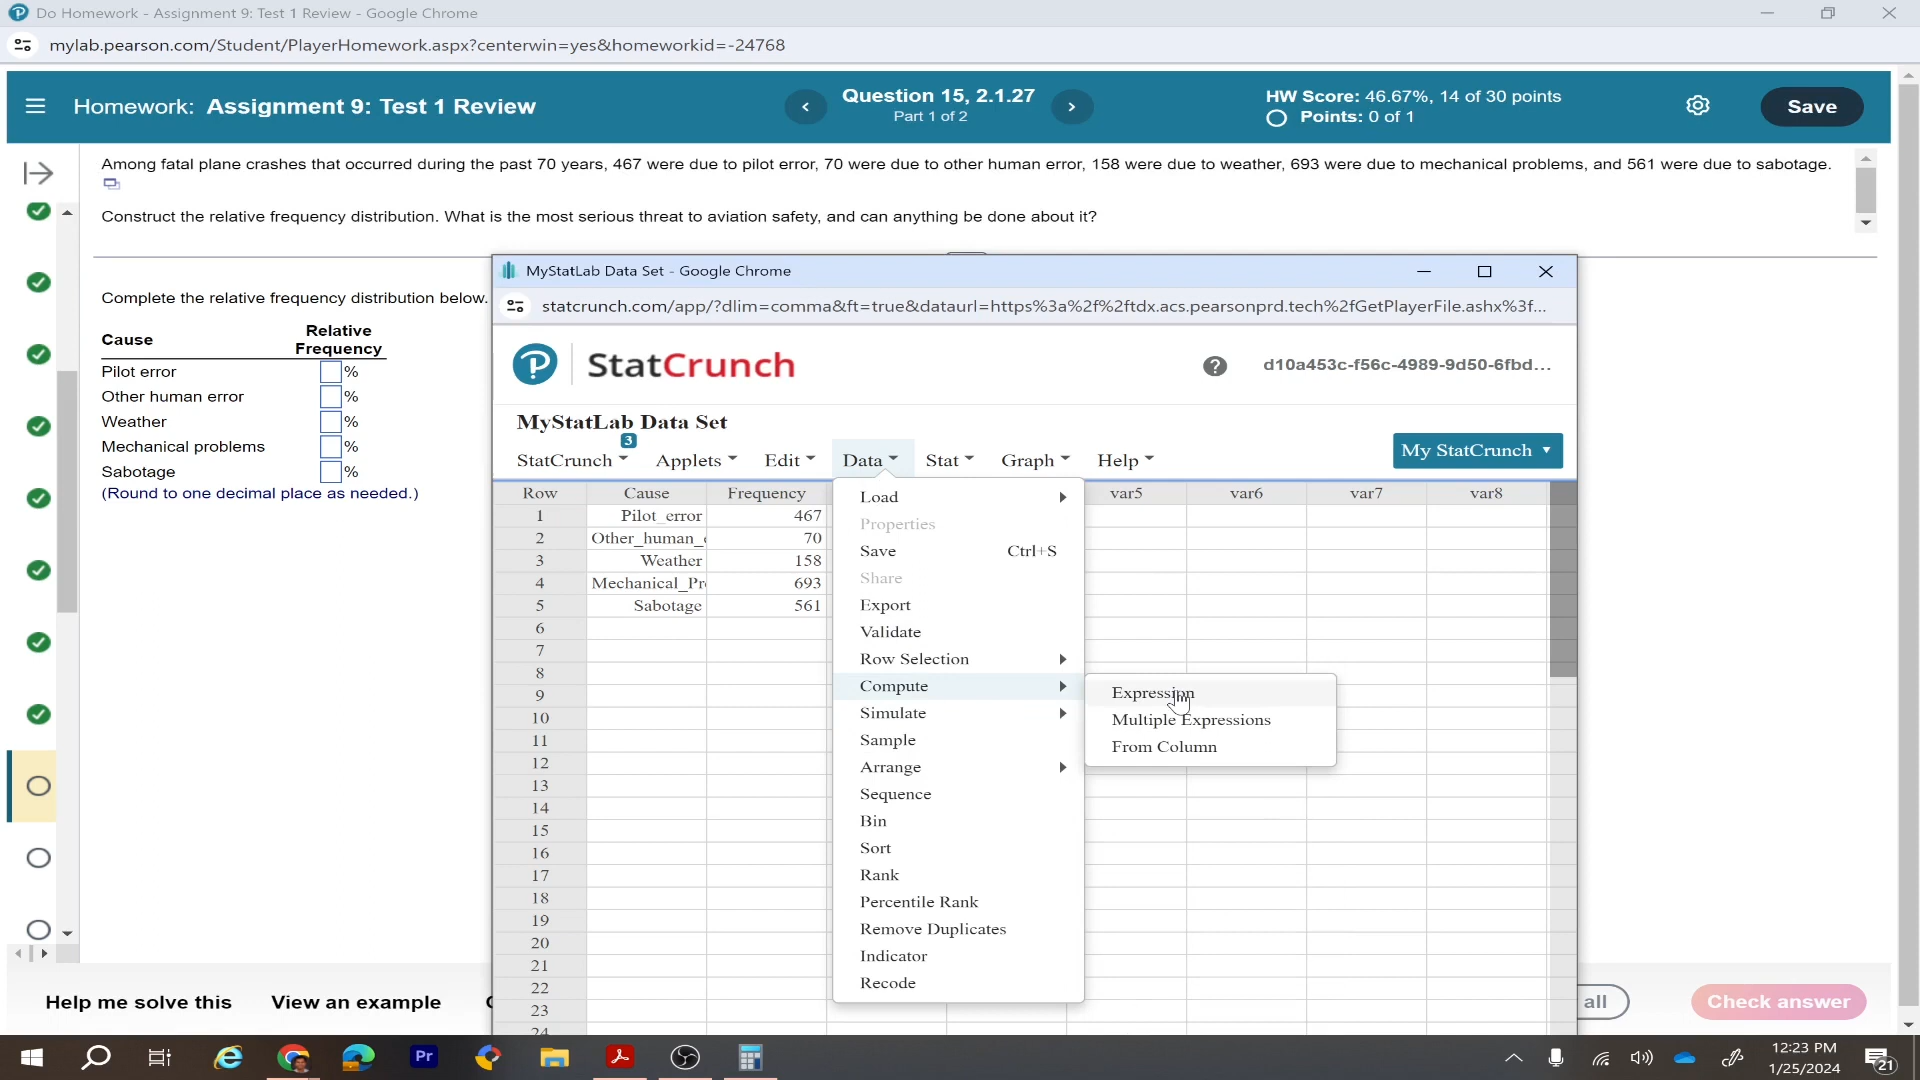 Do Homework - Assignment 9: Test 1 Review - Google Chrome
mylab.pearson.com/Student/PlayerHomework.aspx?centerwin=yes&homeworkid=-24768
Homework: Assignment 9: Test 1 Review
Question 15, 2.1.27
Part 1 of 2
HW Score: 46.67%, 14 of 30 points
Points: 0 of 1
Save
Among fatal plane crashes that occurred during the past 70 years, 467 were due to pilot error, 70 were due to other human error, 158 were due to weather, 693 were due to mechanical problems, and 561 were due to sabotage.
Construct the relative frequency distribution. What is the most serious threat to aviation safety, and can anything be done about it?
Complete the relative frequency distribution below.
Cause Relative Frequency
Pilot error %
Other human error %
Weather %
Mechanical problems %
Sabotage %
(Round to one decimal place as needed.)
MyStatLab Data Set - Google Chrome
statcrunch.com/app/?dlim=comma&ft=true&dataurl=https%3a%2f%2ftdx.acs.pearsonprd.tech%2fGetPlayerFile.ashx%3f...
P StatCrunch
? d10a453c-f56c-4989-9d50-6fbd...
MyStatLab Data Set
3
StatCrunch Applets Edit Data Stat Graph Help
My StatCrunch
Row Cause Frequency var5 var6 var7 var8
1 Pilot_error 467
2 Other_human_ 70
3 Weather 158
4 Mechanical_Pr 693
5 Sabotage 561
6
7
8
9
10
11
12
13
14
15
16
17
18
19
20
21
22
23
24
Load
Properties
Save Ctrl+S
Share
Export
Validate
Row Selection
Compute
Simulate
Sample
Arrange
Sequence
Bin
Sort
Rank
Percentile Rank
Remove Duplicates
Indicator
Recode
Expression
Multiple Expressions
From Column
Help me solve this View an example
all
Check answer
Pr
12:23 PM
1/25/2024
21